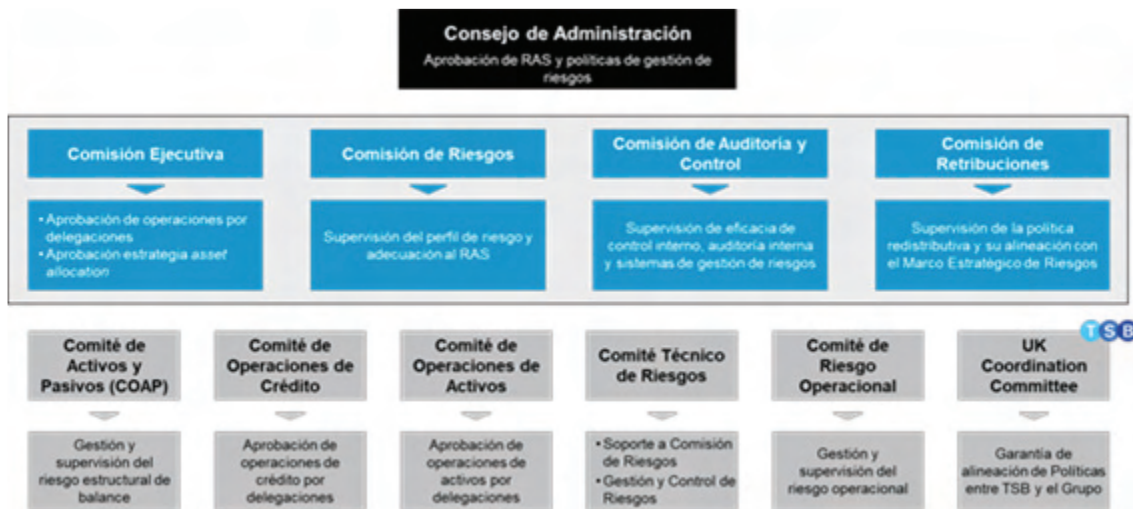 Consejo de Administración
Aprobación de RAS y políticas de gestión de
riesgos
Comisión Ejecutiva
Comisión de Riesgos
Comisión de Auditoría y
Control
Comisión de
Retribuciones
• Aprobación de operaciones por
delegaciones
• Aprobación estrategia asset
allocation
Supervisión del perfil de riesgo y
adecuación al RAS
Supervisión de eficacia de
control interno, auditoría interna
y sistemas de gestión de riesgos
Supervisión de la política
redistributiva y su alineación con
el Marco Estratégico de Riesgos
TSB
Comité de
Activos y
Pasivos (COAP)
Comité de
Operaciones de
Crédito
Comité de
Operaciones de
Activos
Comité Técnico
de Riesgos
Comité de
Riesgo
Operacional
UK
Coordination
Committee
Gestión y
supervisión del
riesgo estructural de
balance
Aprobación de
operaciones de
crédito por
delegaciones
Aprobación de
operaciones de
activos por
delegaciones
• Soporte a Comisión
de Riesgos
• Gestión y Control de
Riesgos
Gestión y
supervisión del
riesgo operacional
Garantía de
alineación de Políticas
entre TSB y el Grupo